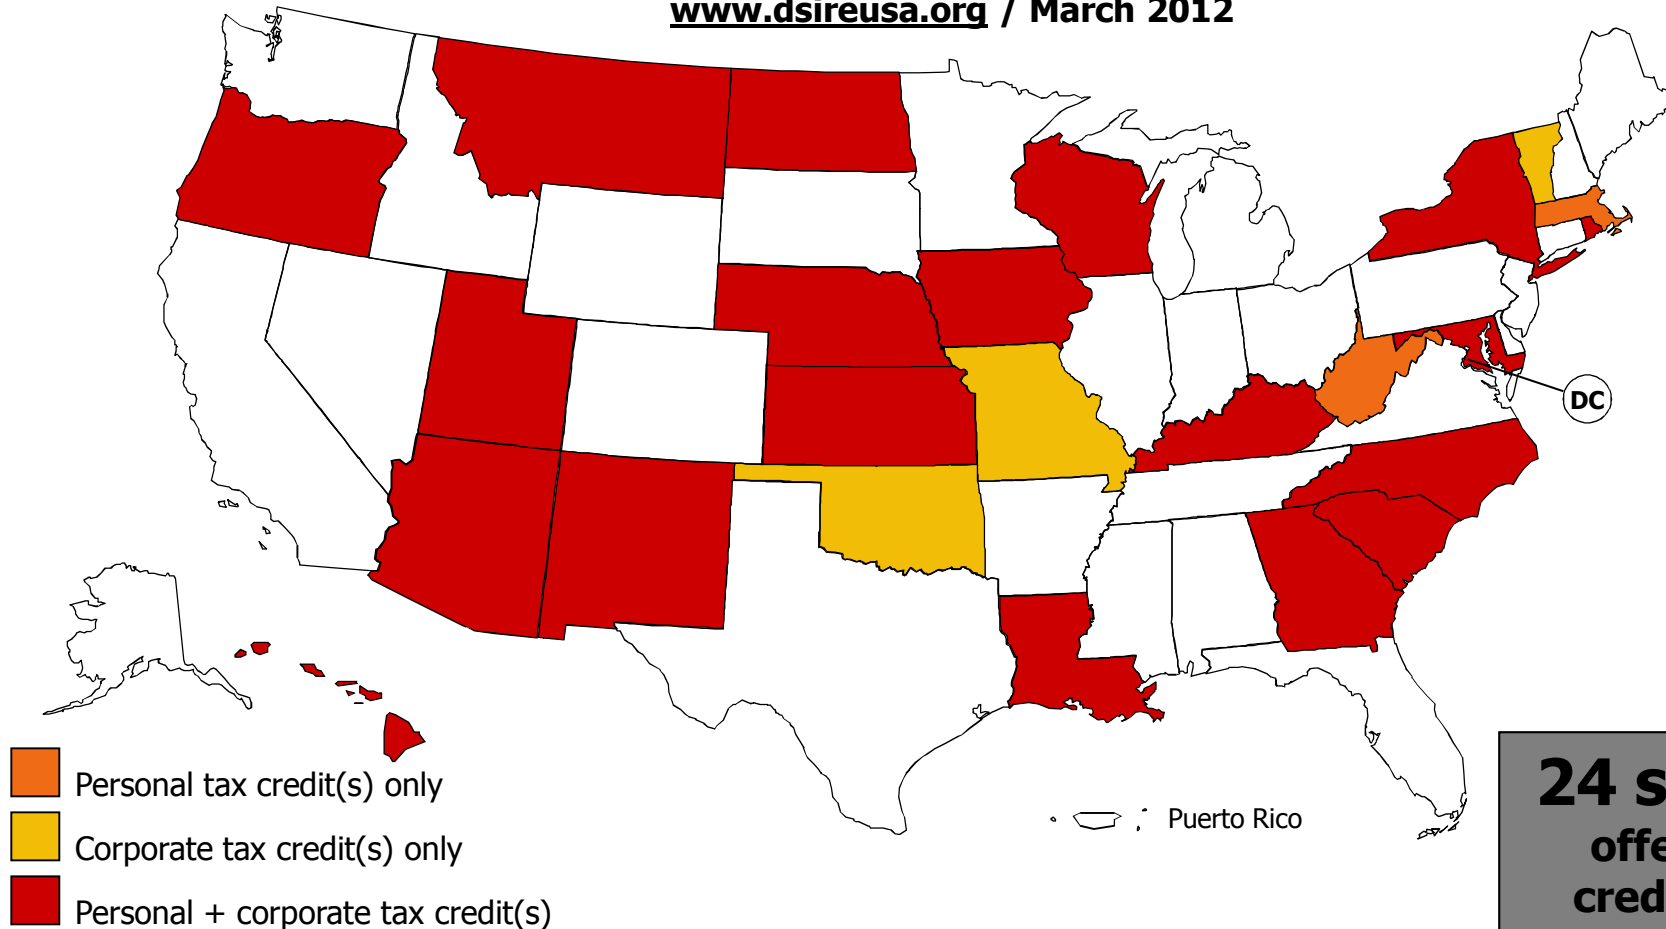 www.dsireusa.org / March 2012
DC
Puerto Rico
Personal tax credit(s) only
Corporate tax credit(s) only
Personal + corporate tax credit(s)
24